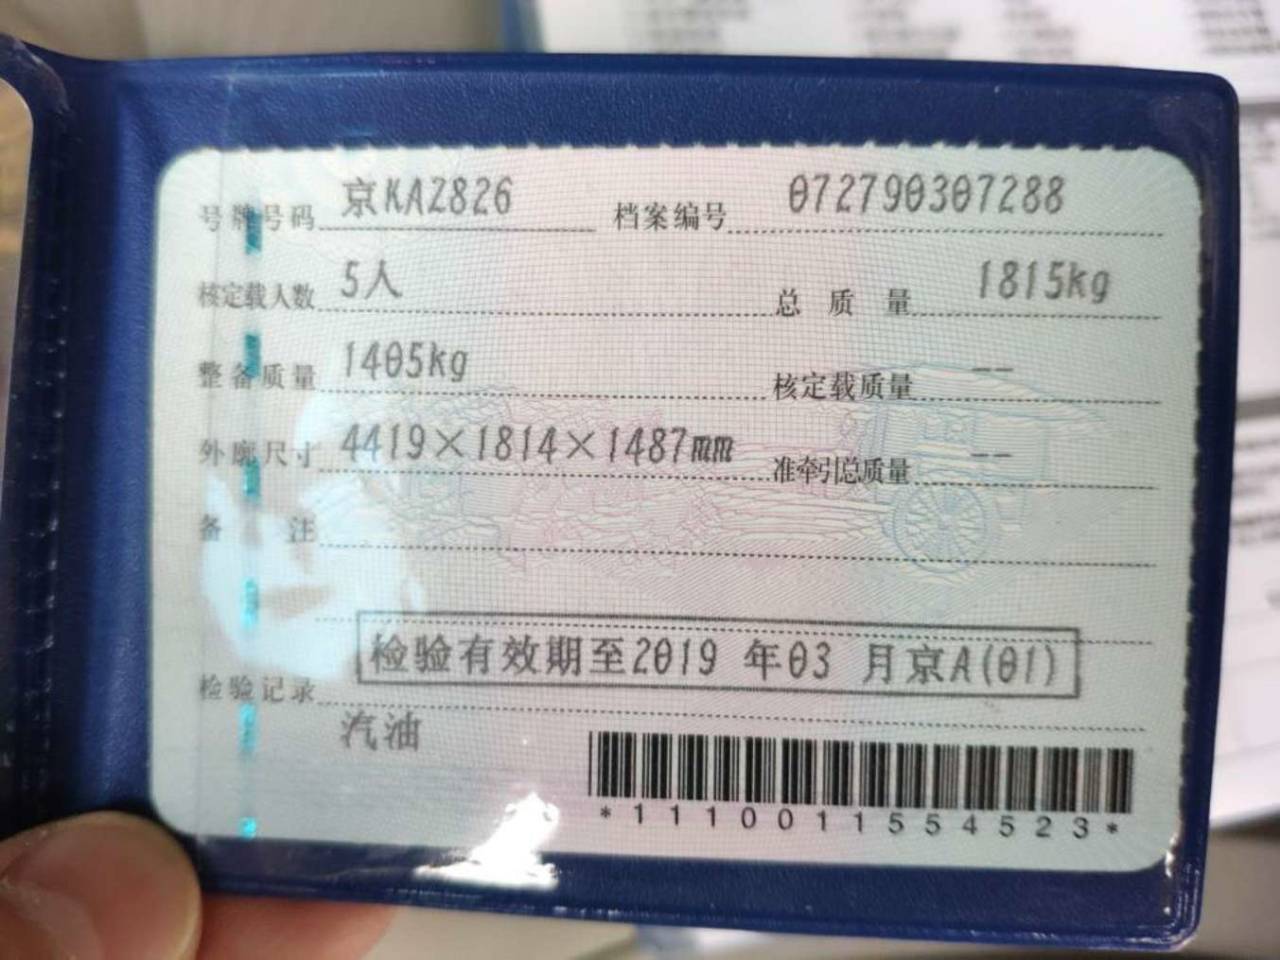 号牌号码 京KAZ826 档案编号 072790307288
核定载人数 5人 总质量 1815kg
整备质量 1405kg 核定载质量 --
外廓尺寸 4419×1814×1487mm 准牵引总质量 --
备注
检验有效期至2019年03月京A(01)
检验记录
汽油
*1110011554523*